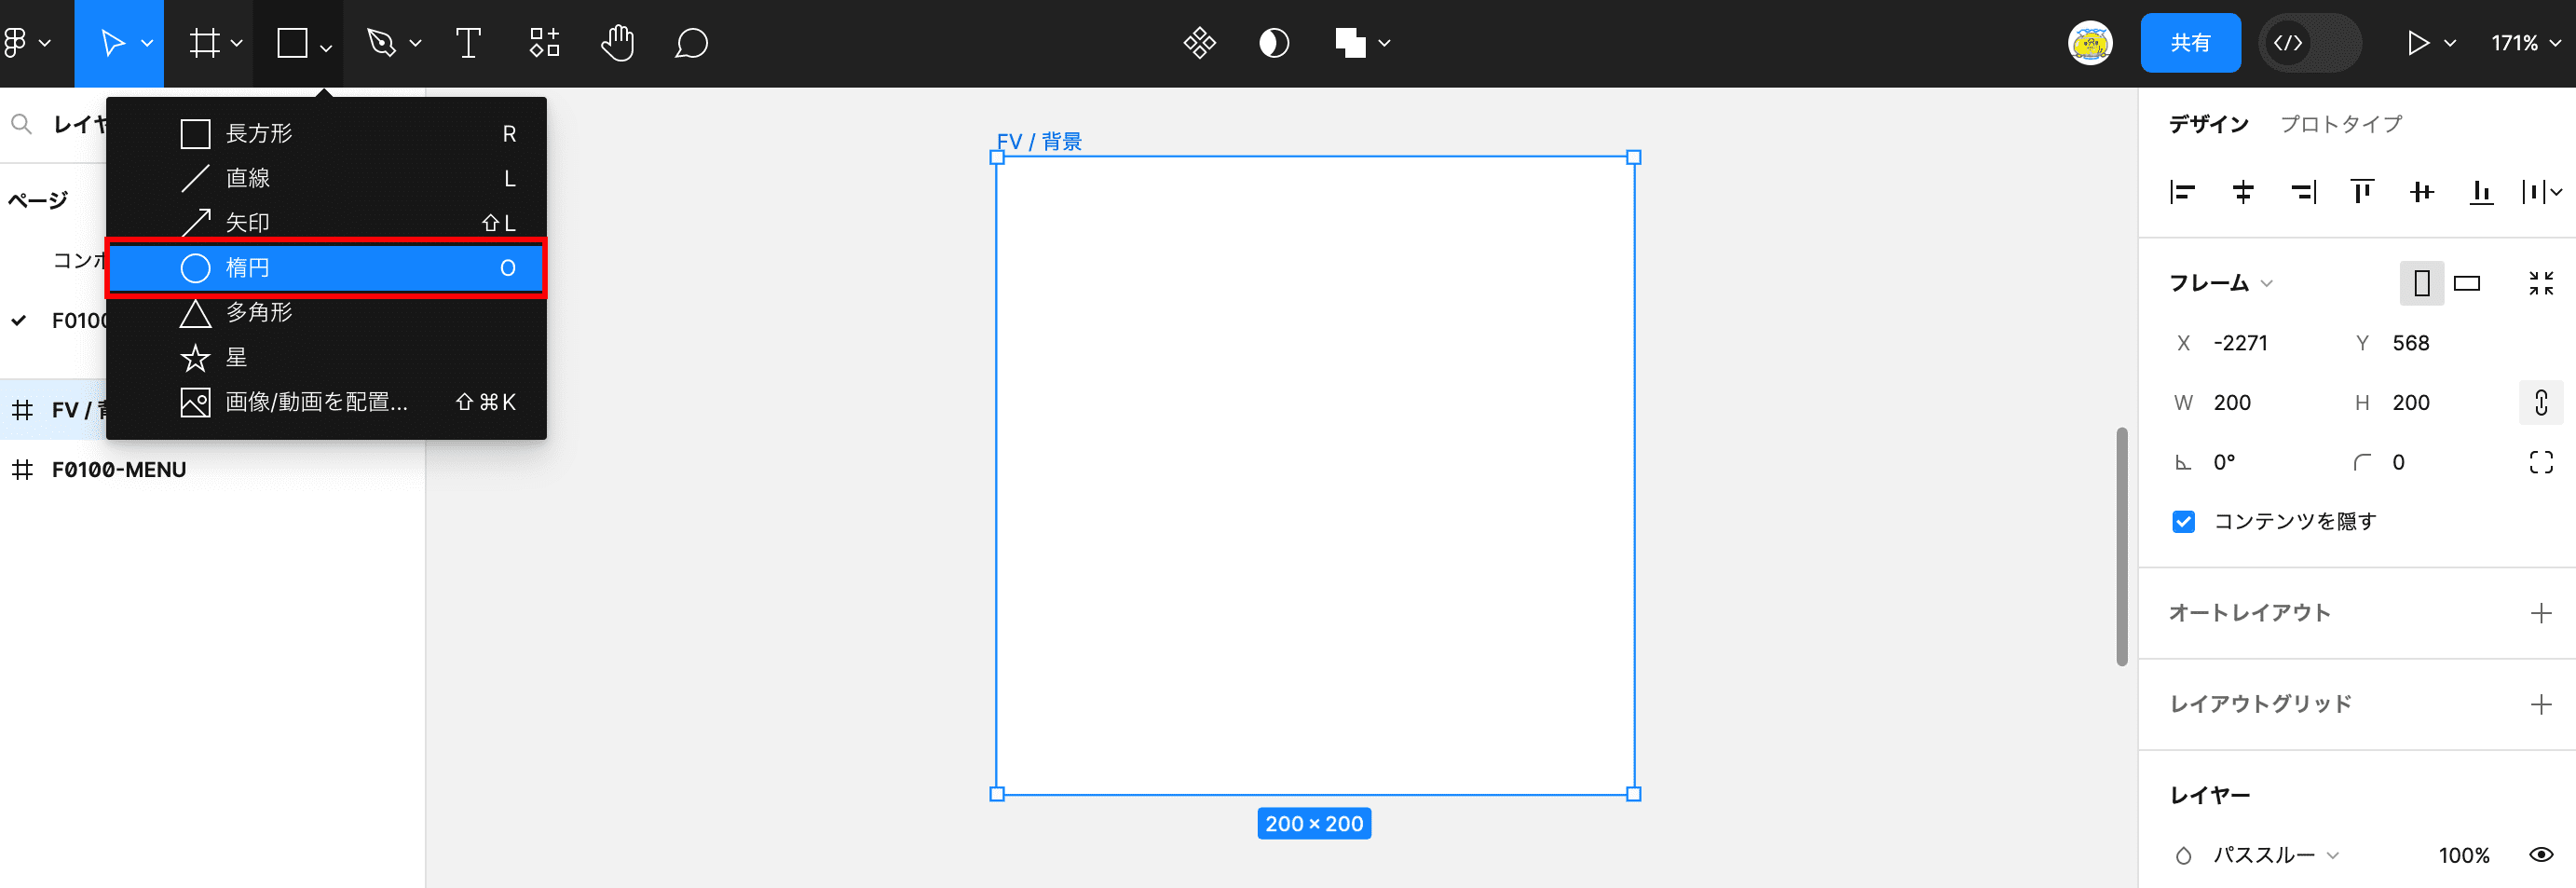 共有
171%
レイヤ
長方形 R
直線 L
矢印 ⇧L
楕円 O
多角形
星
画像/動画を配置... ⇧⌘K
ページ
コンポ
F0100
FV / 背
F0100-MENU
FV / 背景
200 × 200
デザイン プロトタイプ
フレーム
X -2271 Y 568
W 200 H 200
0° 0
コンテンツを隠す
オートレイアウト
レイアウトグリッド
レイヤー
パススルー 100%